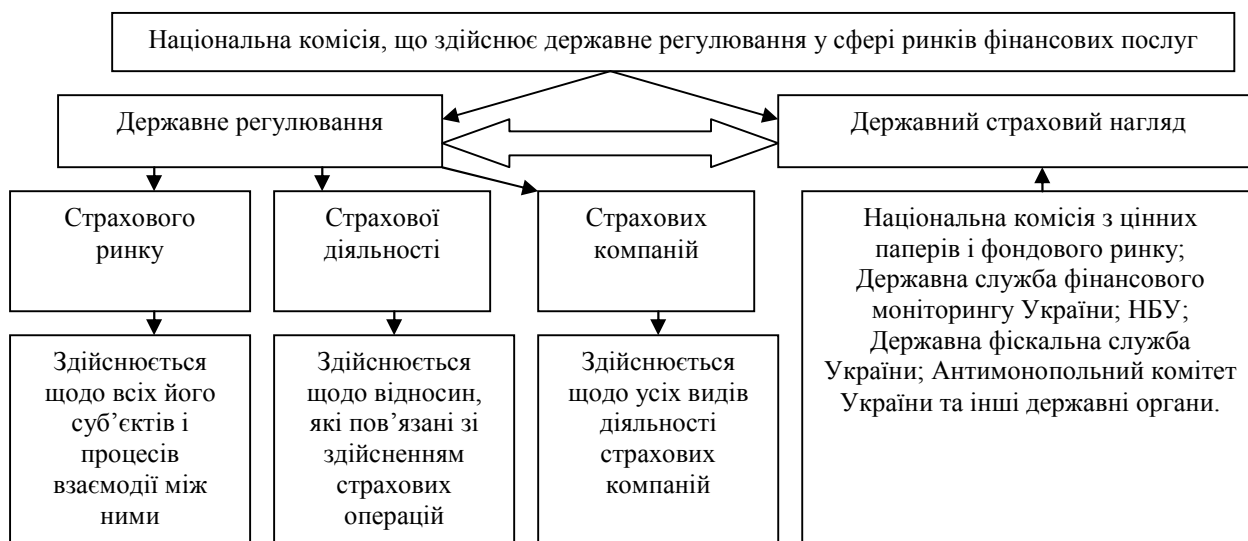 Національна комісія, що здійснює державне регулювання у сфері ринків фінансових послуг
Державне регулювання
Державний страховий нагляд
Страхового
ринку
Страхової
діяльності
Страхових
компаній
Національна комісія з цінних
паперів і фондового ринку;
Державна служба фінансового
моніторингу України; НБУ;
Державна фіскальна служба
України; Антимонопольний комітет
України та інші державні органи.
Здійснюється
щодо всіх його
суб’єктів і
процесів
взаємодії між
ними
Здійснюється
щодо відносин,
які пов’язані зі
здійсненням
страхових
операцій
Здійснюється
щодо усіх видів
діяльності
страхових
компаній